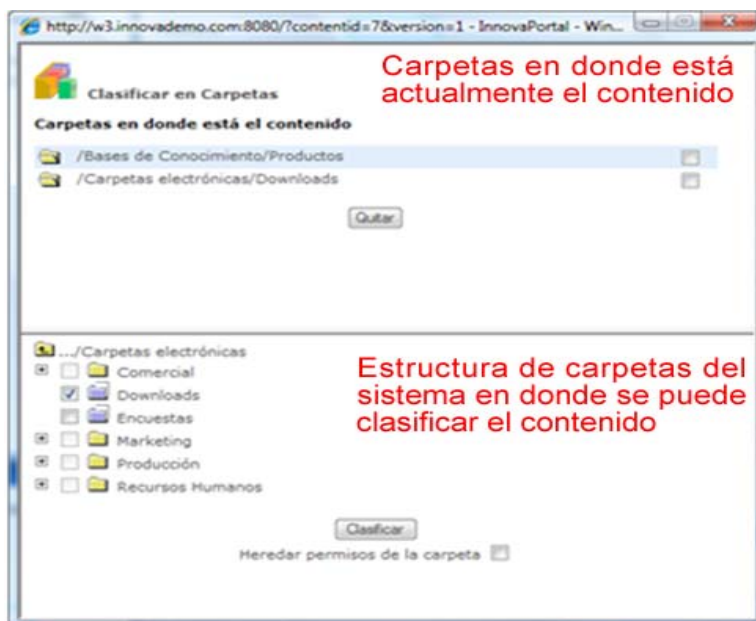 http://w3.innovademo.com:8080/?contentid=7&version=1 - InnovaPortal - Win...
Clasificar en Carpetas
Carpetas en donde está
actualmente el contenido
Carpetas en donde está el contenido
/Bases de Conocimiento/Productos
/Carpetas electrónicas/Downloads
Quitar
.../Carpetas electrónicas
Comercial
Downloads
Encuestas
Marketing
Producción
Recursos Humanos
Estructura de carpetas del
sistema en donde se puede
clasificar el contenido
Clasificar
Heredar permisos de la carpeta